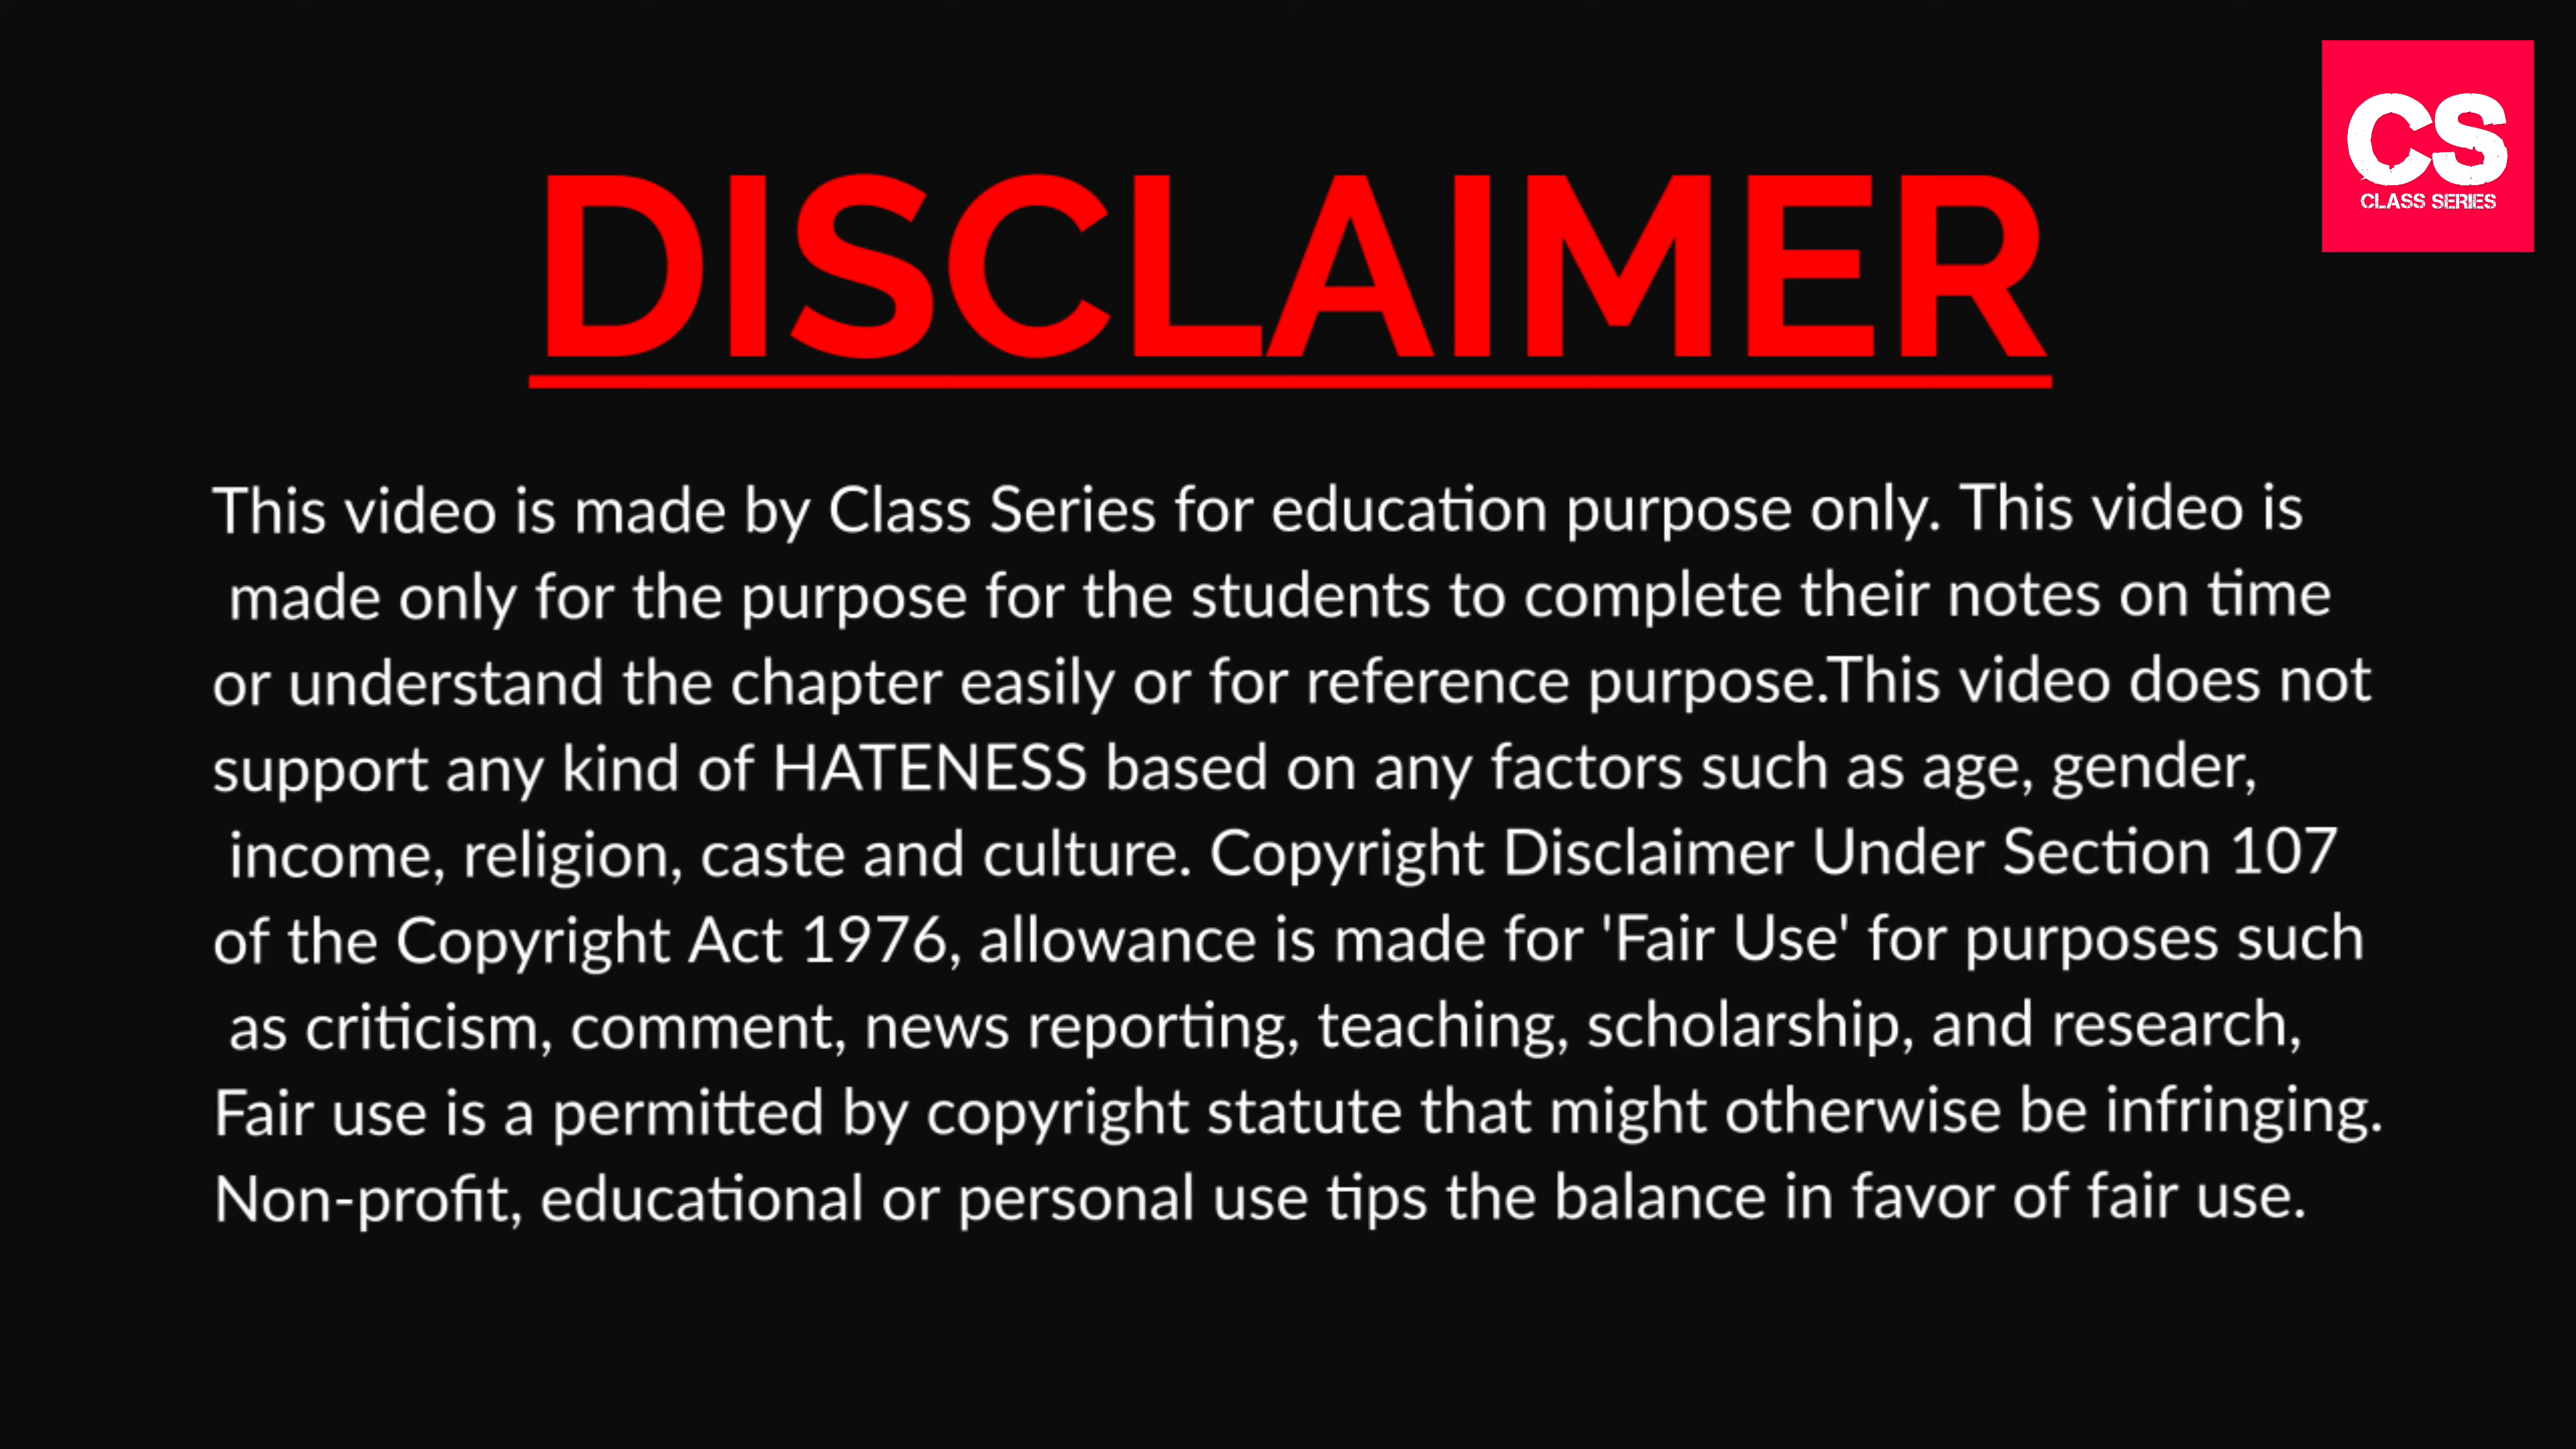 CS
CLASS SERIES
DISCLAIMER
This video is made by Class Series for education purpose only. This video is
made only for the purpose for the students to complete their notes on time
or understand the chapter easily or for reference purpose.This video does not
support any kind of HATENESS based on any factors such as age, gender,
income, religion, caste and culture. Copyright Disclaimer Under Section 107
of the Copyright Act 1976, allowance is made for 'Fair Use' for purposes such
as criticism, comment, news reporting, teaching, scholarship, and research,
Fair use is a permitted by copyright statute that might otherwise be infringing.
Non-profit, educational or personal use tips the balance in favor of fair use.